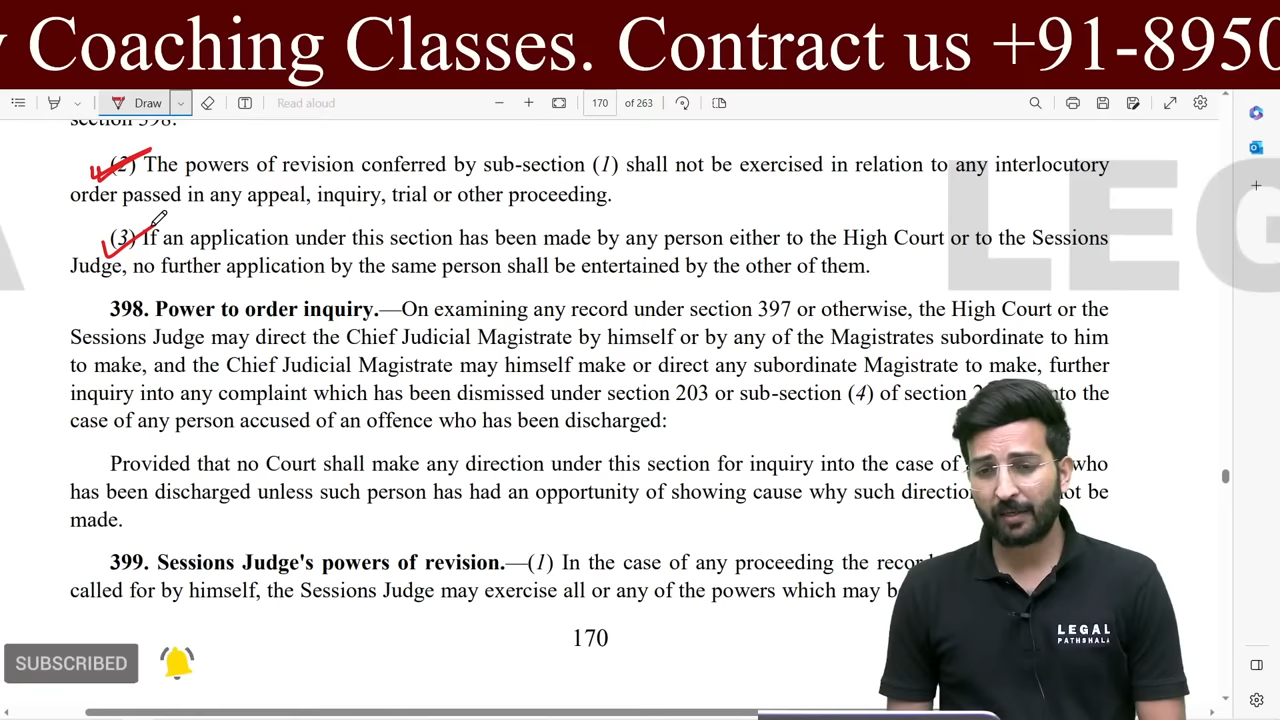 Coaching Classes. Contract us +91-8950
Draw
Read aloud
170 of 263
section 398.
(2) The powers of revision conferred by sub-section (1) shall not be exercised in relation to any interlocutory
order passed in any appeal, inquiry, trial or other proceeding.
(3) If an application under this section has been made by any person either to the High Court or to the Sessions
Judge, no further application by the same person shall be entertained by the other of them.
398. Power to order inquiry.—On examining any record under section 397 or otherwise, the High Court or the
Sessions Judge may direct the Chief Judicial Magistrate by himself or by any of the Magistrates subordinate to him
to make, and the Chief Judicial Magistrate may himself make or direct any subordinate Magistrate to make, further
inquiry into any complaint which has been dismissed under section 203 or sub-section (4) of section
into the
case of any person accused of an offence who has been discharged:
Provided that no Court shall make any direction under this section for inquiry into the case of
who
has been discharged unless such person has had an opportunity of showing cause why such direction
not be
made.
399. Sessions Judge's powers of revision.—(1) In the case of any proceeding the record
called for by himself, the Sessions Judge may exercise all or any of the powers which may
170
LEG
LEGAL
PATHSHALA
SUBSCRIBED